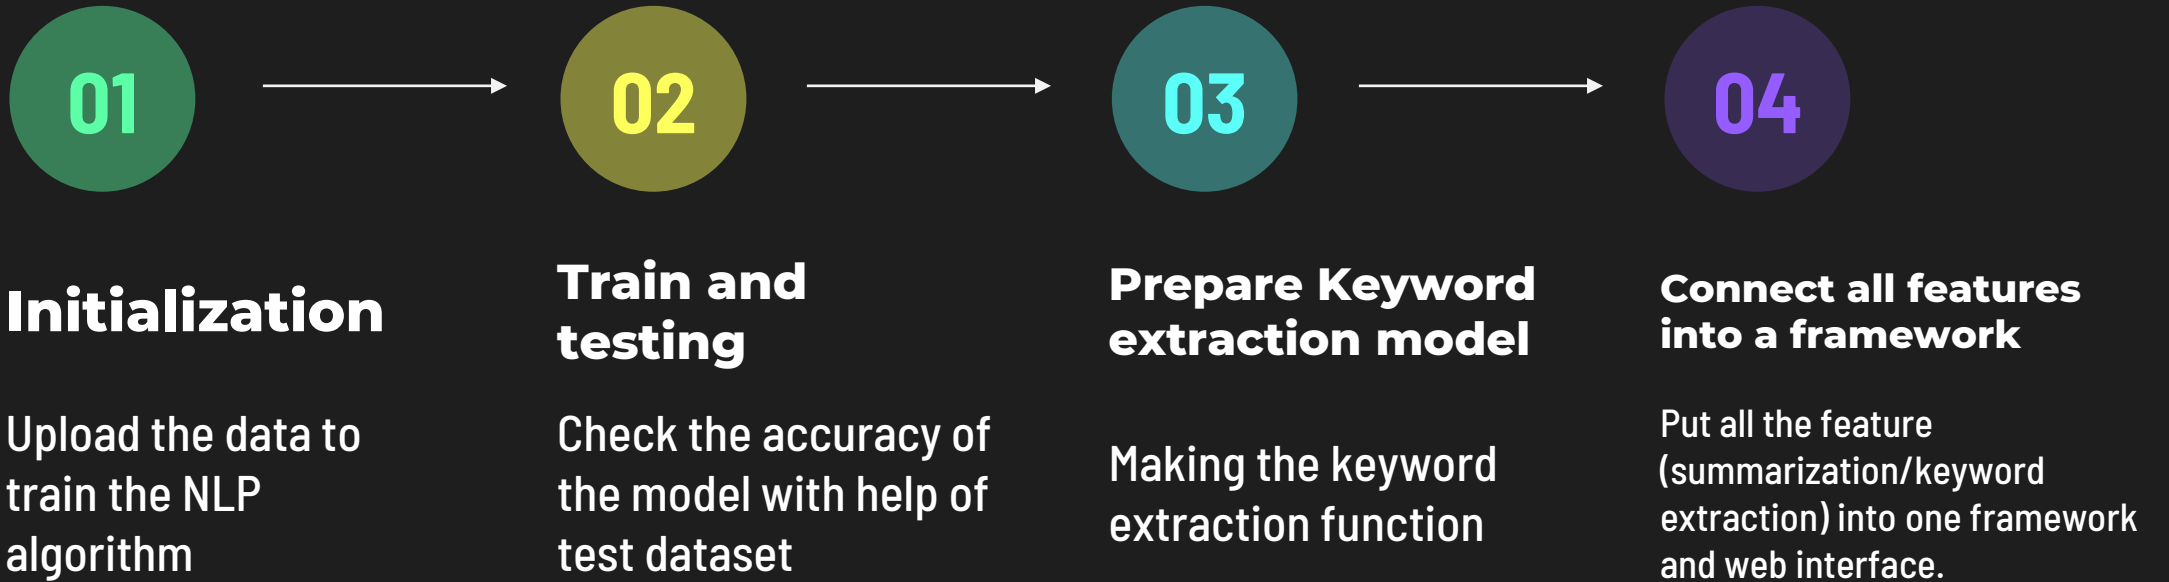 01
02
03
04
Initialization
Upload the data to
train the NLP
algorithm
Train and
testing
Check the accuracy of
the model with help of
test dataset
Prepare Keyword
extraction model
Making the keyword
extraction function
Connect all features
into a framework
Put all the feature
(summarization/keyword
extraction) into one framework
and web interface.